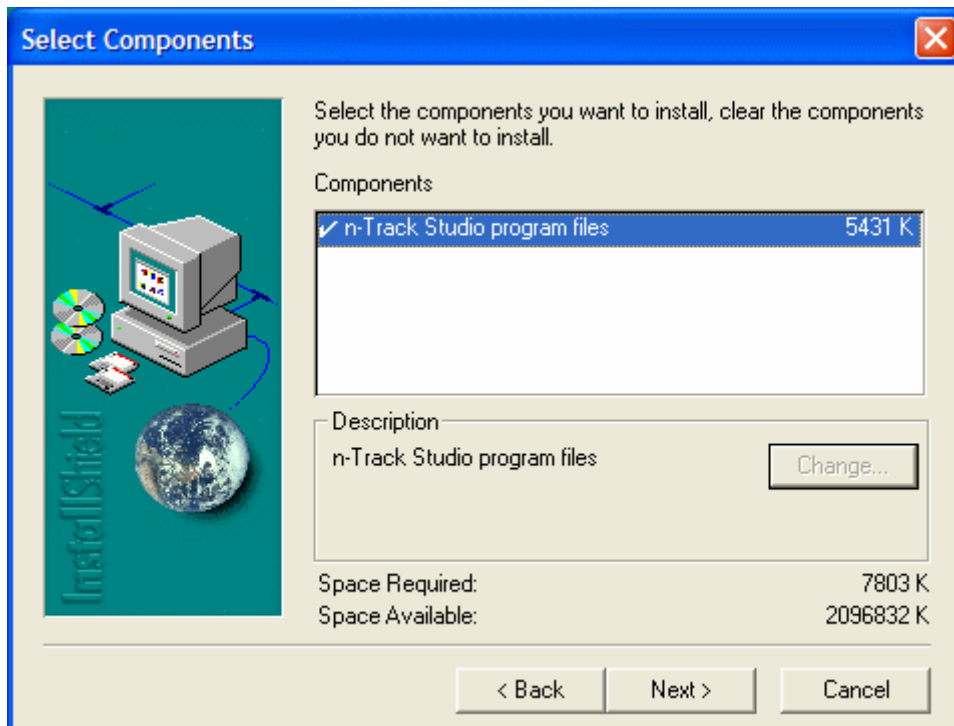 Select Components
Select the components you want to install, clear the components
you do not want to install.
Components
n-Track Studio program files 5431 K
Description
n-Track Studio program files
Change...
InstallShield
Space Required: 7803 K
Space Available: 2096832 K
< Back Next > Cancel